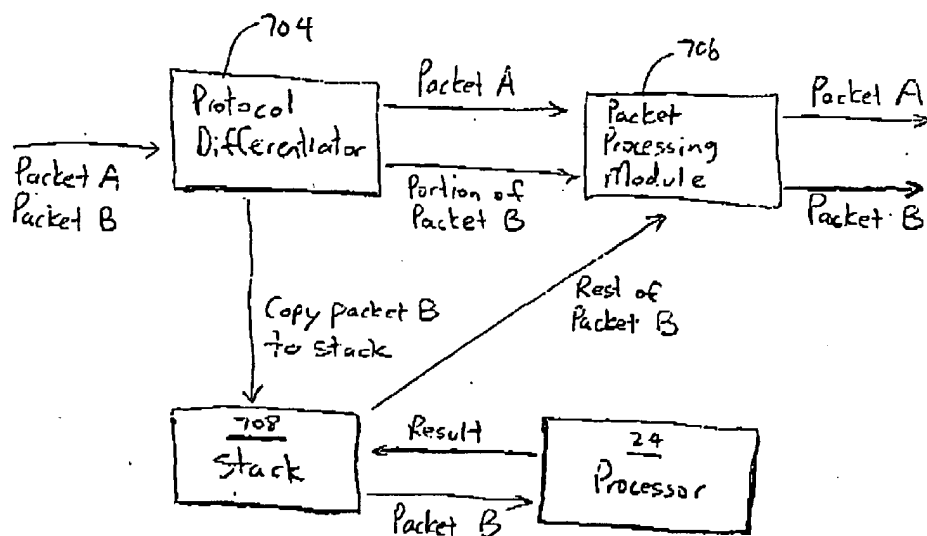 704
706
Protocol
Differentiator
Packet A
Packet
Processing
Module
Packet A
Packet A
Packet B
Portion of
Packet B
Packet B
Copy packet B
to stack
Rest of
Packet B
708
Stack
Result
24
Processor
Packet B